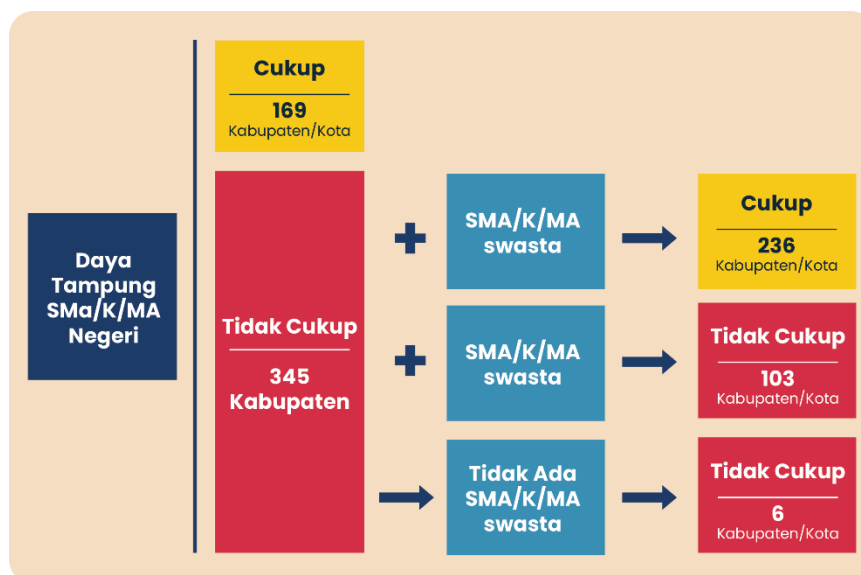 Daya
Tampung
SMa/K/MA
Negeri
Cukup
169
Kabupaten/Kota
Tidak Cukup
345
Kabupaten
SMA/K/MA
swasta
Cukup
236
Kabupaten/Kota
SMA/K/MA
swasta
Tidak Cukup
103
Kabupaten/Kota
Tidak Ada
SMA/K/MA
swasta
Tidak Cukup
6
Kabupaten/Kota